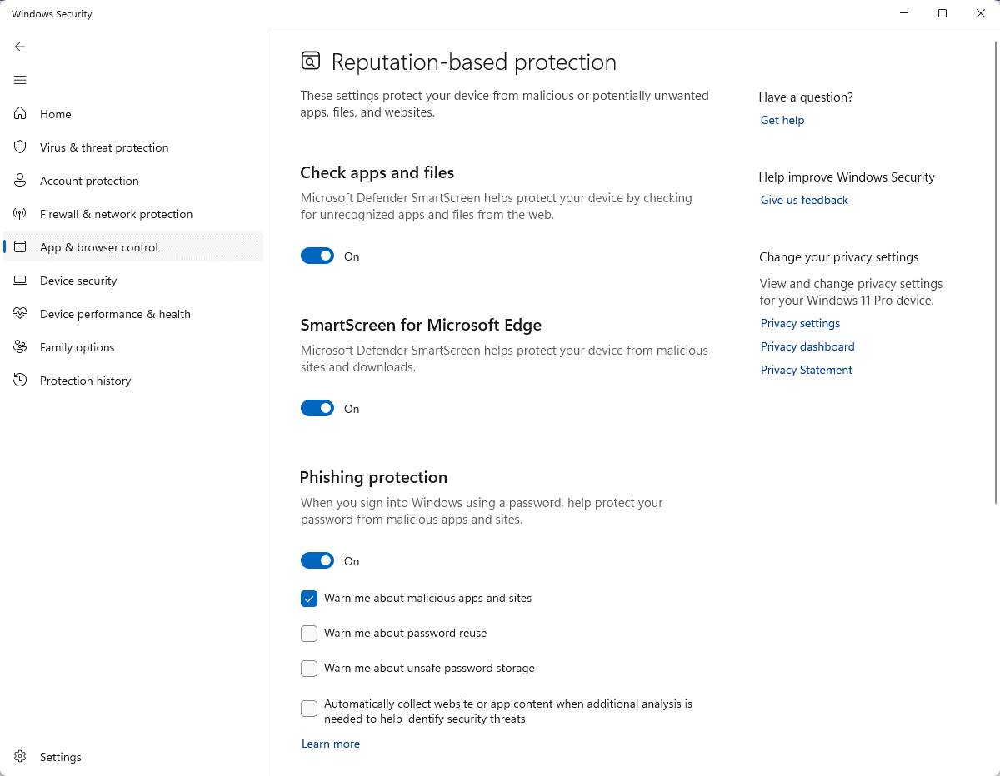 Windows Security
Home
Virus & threat protection
Account protection
Firewall & network protection
App & browser control
Device security
Device performance & health
Family options
Protection history
Settings
Reputation-based protection
These settings protect your device from malicious or potentially unwanted
apps, files, and websites.
Check apps and files
Microsoft Defender SmartScreen helps protect your device by checking
for unrecognized apps and files from the web.
On
SmartScreen for Microsoft Edge
Microsoft Defender SmartScreen helps protect your device from malicious
sites and downloads.
On
Phishing protection
When you sign into Windows using a password, help protect your
password from malicious apps and sites.
On
Warn me about malicious apps and sites
Warn me about password reuse
Warn me about unsafe password storage
Automatically collect website or app content when additional analysis is
needed to help identify security threats
Learn more
Have a question?
Get help
Help improve Windows Security
Give us feedback
Change your privacy settings
View and change privacy settings
for your Windows 11 Pro device.
Privacy settings
Privacy dashboard
Privacy Statement